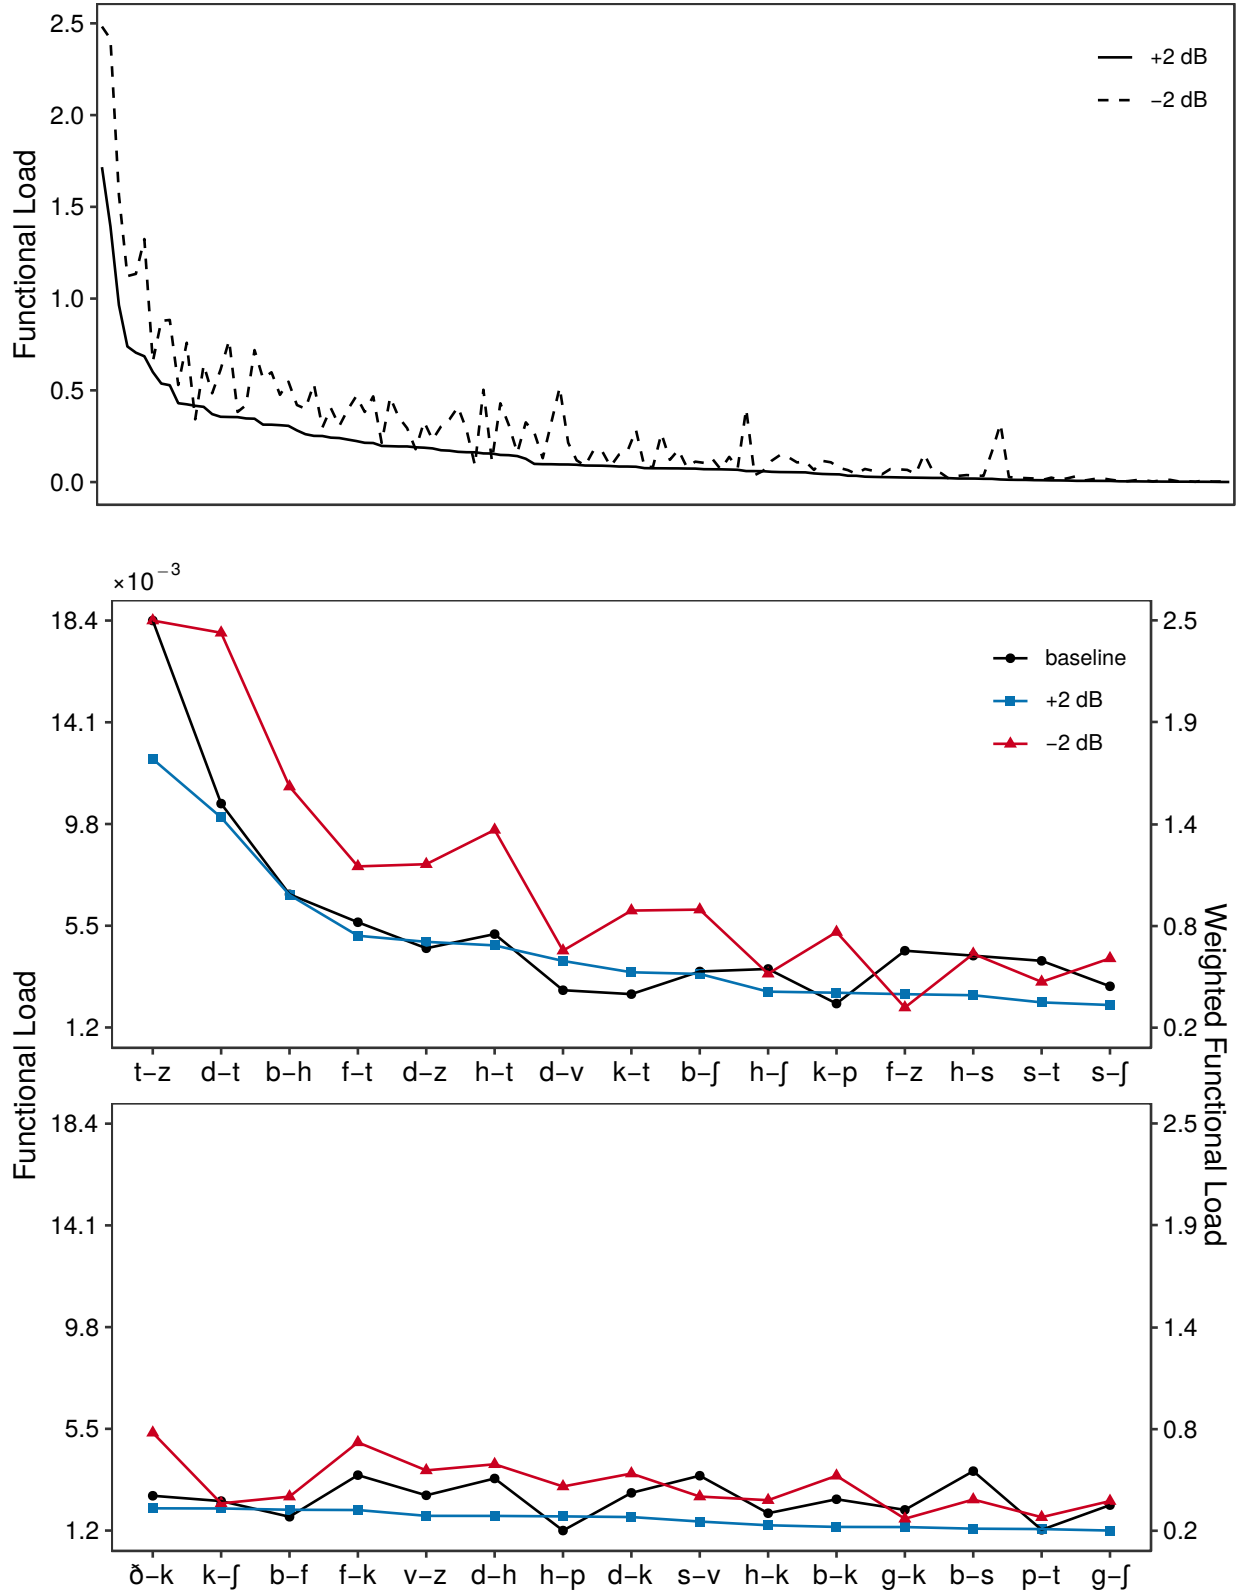 2.5
2.0
1.5
1.0
0.5
0.0
Functional Load
+2 dB
−2 dB
×10⁻³
18.4
14.1
9.8
5.5
1.2
2.5
1.9
1.4
0.8
0.2
baseline
+2 dB
−2 dB
t−z d−t b−h f−t d−z h−t d−v k−t b−ʃ h−ʃ k−p f−z h−s s−t s−ʃ
Functional Load
Weighted Functional Load
18.4
14.1
9.8
5.5
1.2
2.5
1.9
1.4
0.8
0.2
ð−k k−ʃ b−f f−k v−z d−h h−p d−k s−v h−k b−k g−k b−s p−t g−ʃ